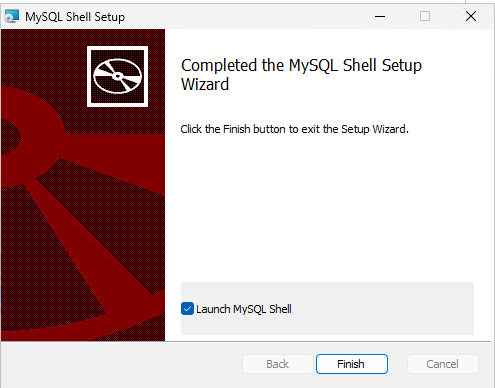 MySQL Shell Setup
Completed the MySQL Shell Setup
Wizard
Click the Finish button to exit the Setup Wizard.
Launch MySQL Shell
Back Finish Cancel